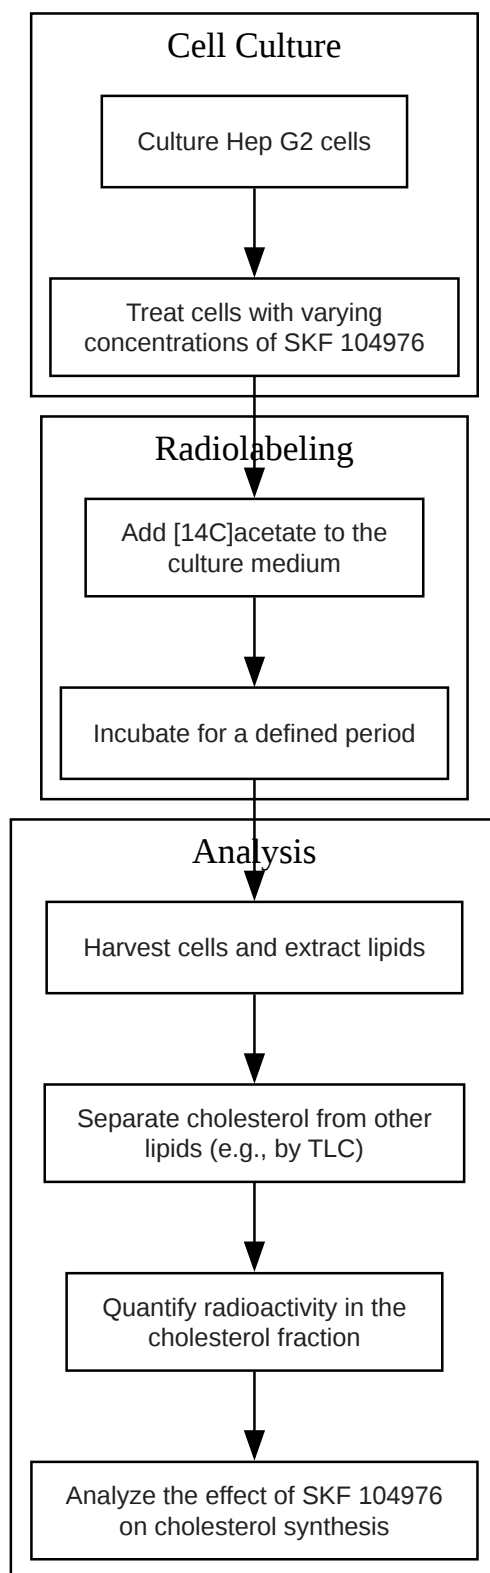 Cell Culture
Culture Hep G2 cells
Treat cells with varying
concentrations of SKF 104976
Radiolabeling
Add [14C]acetate to the
culture medium
Incubate for a defined period
Analysis
Harvest cells and extract lipids
Separate cholesterol from other
lipids (e.g., by TLC)
Quantify radioactivity in the
cholesterol fraction
Analyze the effect of SKF 104976
on cholesterol synthesis